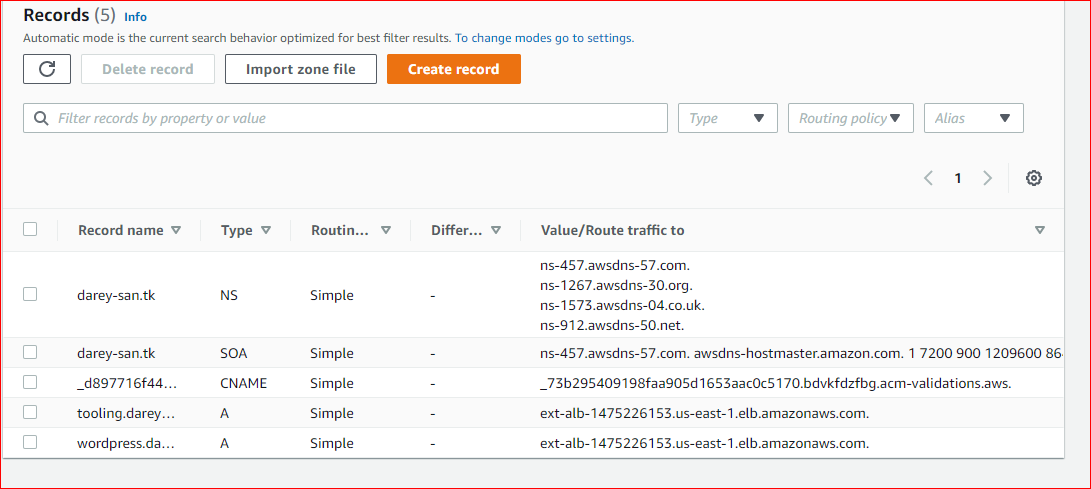 Records (5) Info
Automatic mode is the current search behavior optimized for best filter results. To change modes go to settings.
Delete record Import zone file Create record
Filter records by property or value Type Routing policy Alias
1
Record name Type Routin... Differ... Value/Route traffic to
ns-457.awsdns-57.com.
ns-1267.awsdns-30.org.
darey-san.tk NS Simple -
ns-1573.awsdns-04.co.uk.
ns-912.awsdns-50.net.
darey-san.tk SOA Simple - ns-457.awsdns-57.com. awsdns-hostmaster.amazon.com. 1 7200 900 1209600 86
_d897716f44... CNAME Simple - _73b295409198faa905d1653aac0c5170.bdvkfdzfbg.acm-validations.aws.
tooling.darey... A Simple - ext-alb-1475226153.us-east-1.elb.amazonaws.com.
wordpress.da... A Simple - ext-alb-1475226153.us-east-1.elb.amazonaws.com.